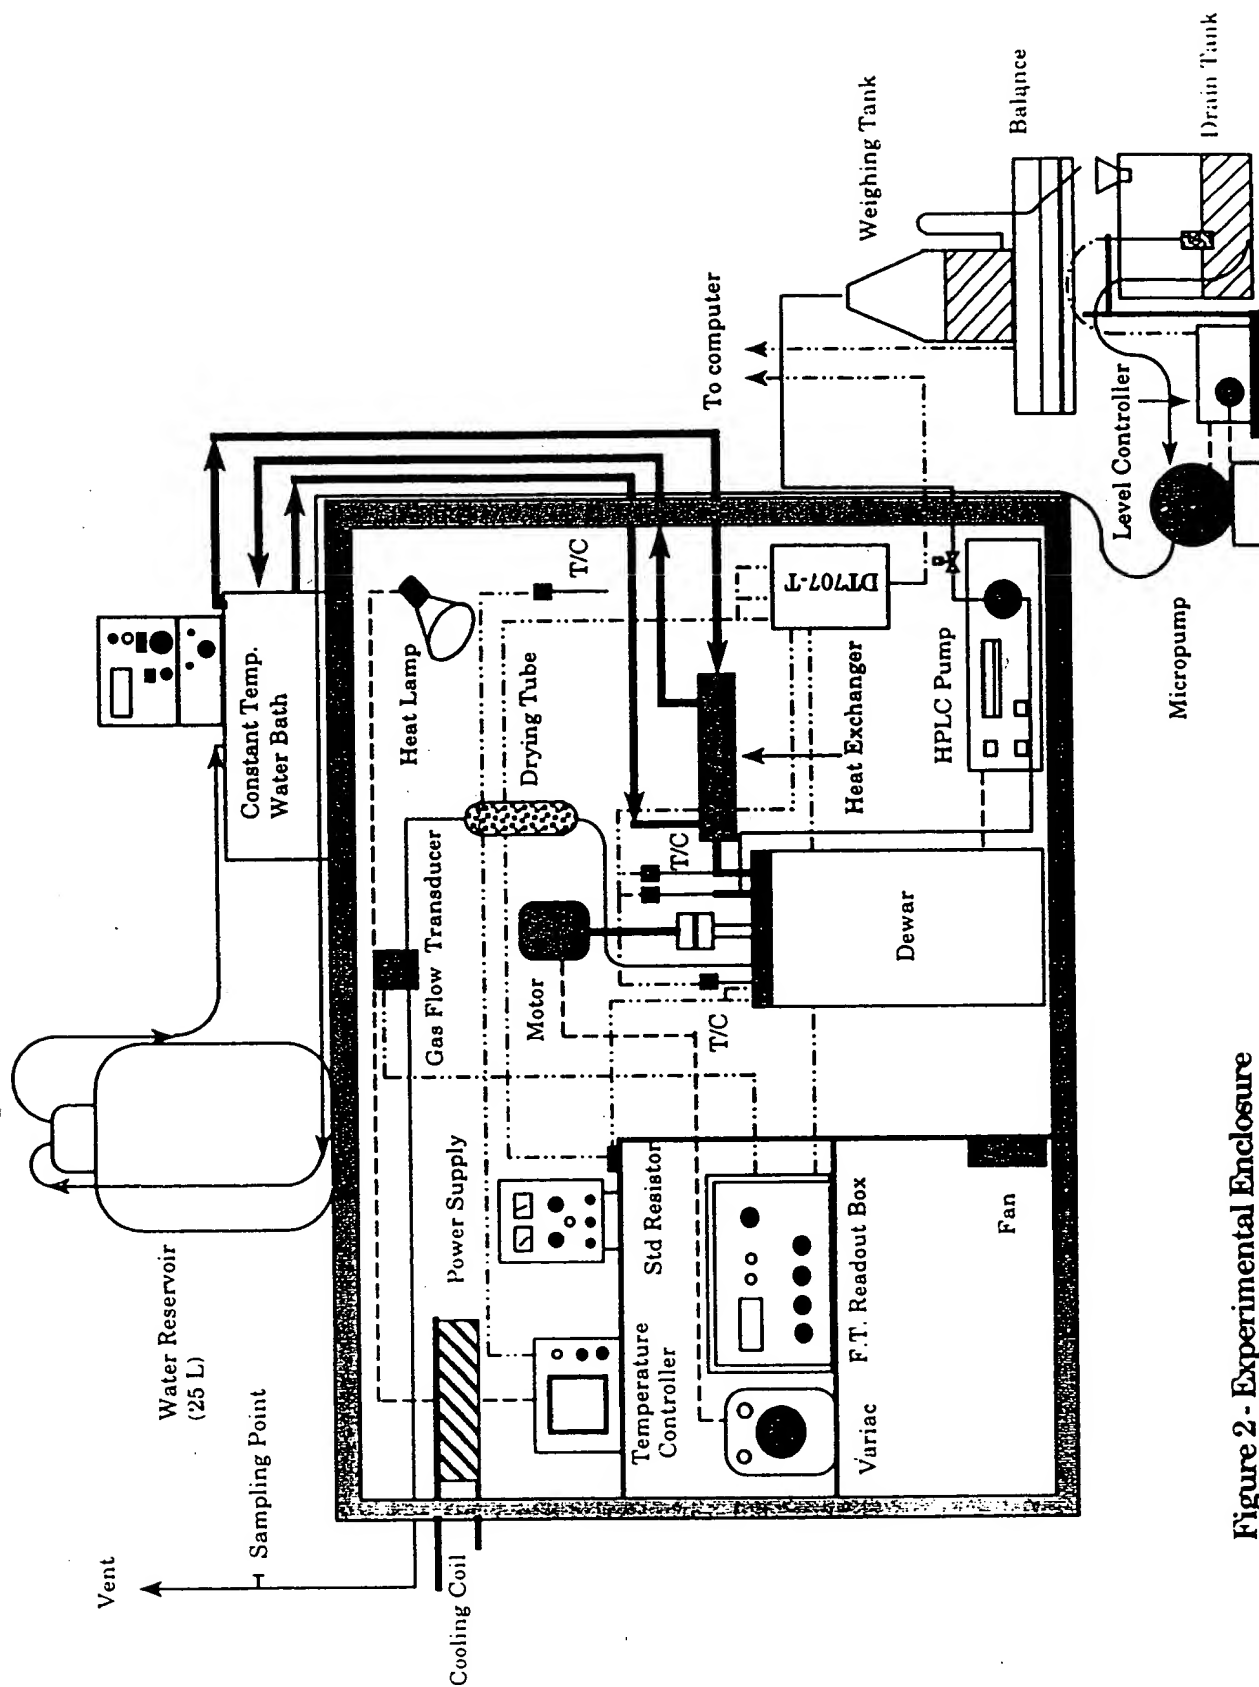 Vent
Sampling Point
Water Reservoir
(25 L)
Constant Temp.
Water Bath
Cooling Coil
Power Supply
Gas Flow Transducer
Heat Lamp
Drying Tube
Motor
T/C
T/C
T/C
Temperature
Controller
Std Resistor
Variac
F.T. Readout Box
Fan
Dewar
Heat Exchanger
DT707-T
HPLC Pump
To computer
Weighing Tank
Balance
Level Controller
Micropump
Drain Tank
Figure 2 - Experimental Enclosure